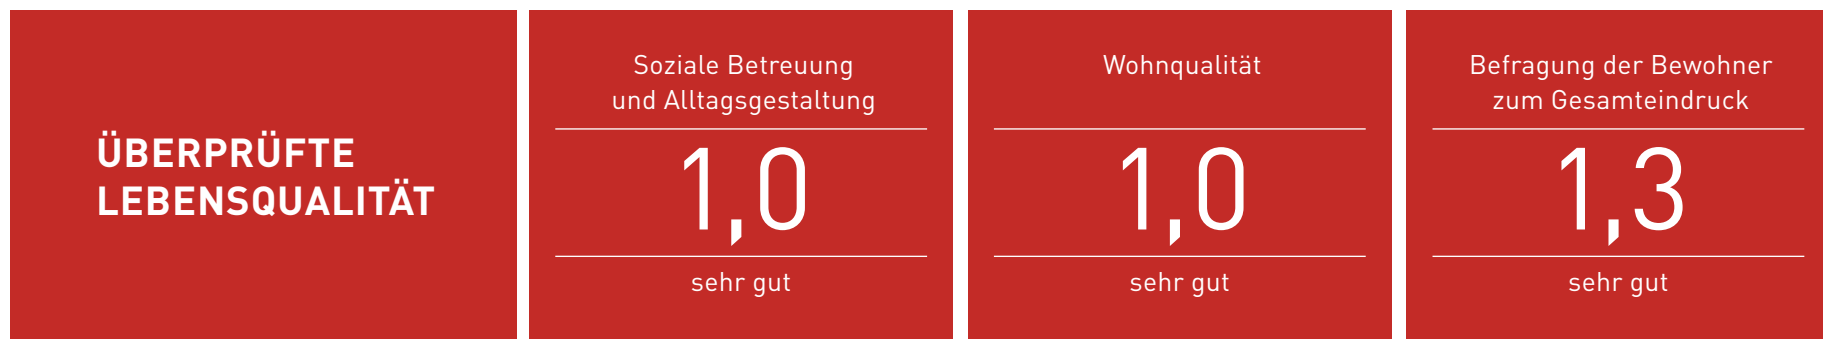 ÜBERPRÜFTE
LEBENSQUALITÄT
Soziale Betreuung
und Alltagsgestaltung
1,0
sehr gut
Wohnqualität
1,0
sehr gut
Befragung der Bewohner
zum Gesamteindruck
1,3
sehr gut